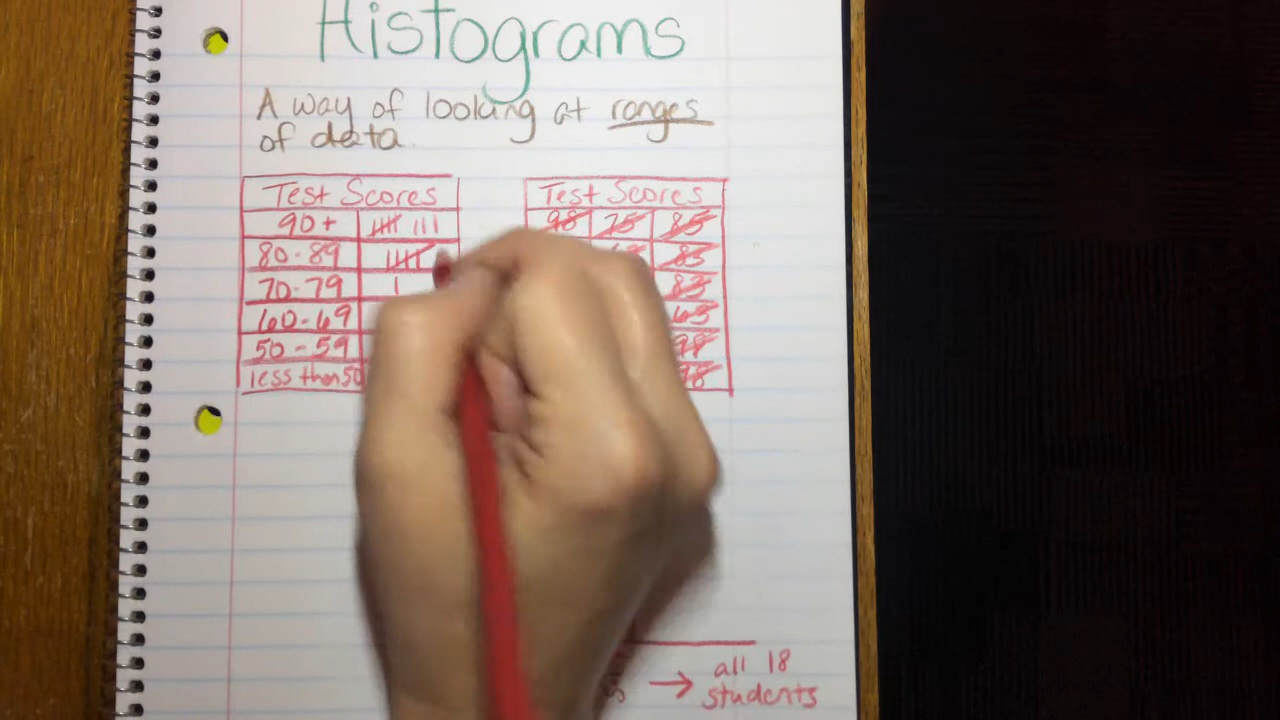 Histograms
A way of looking at ranges
of data.
Test Scores
90+
80-89
70-79
60-69
50-59
less than 50
Test Scores
98 75 85
83
83
65
98
98
→ all 18
students